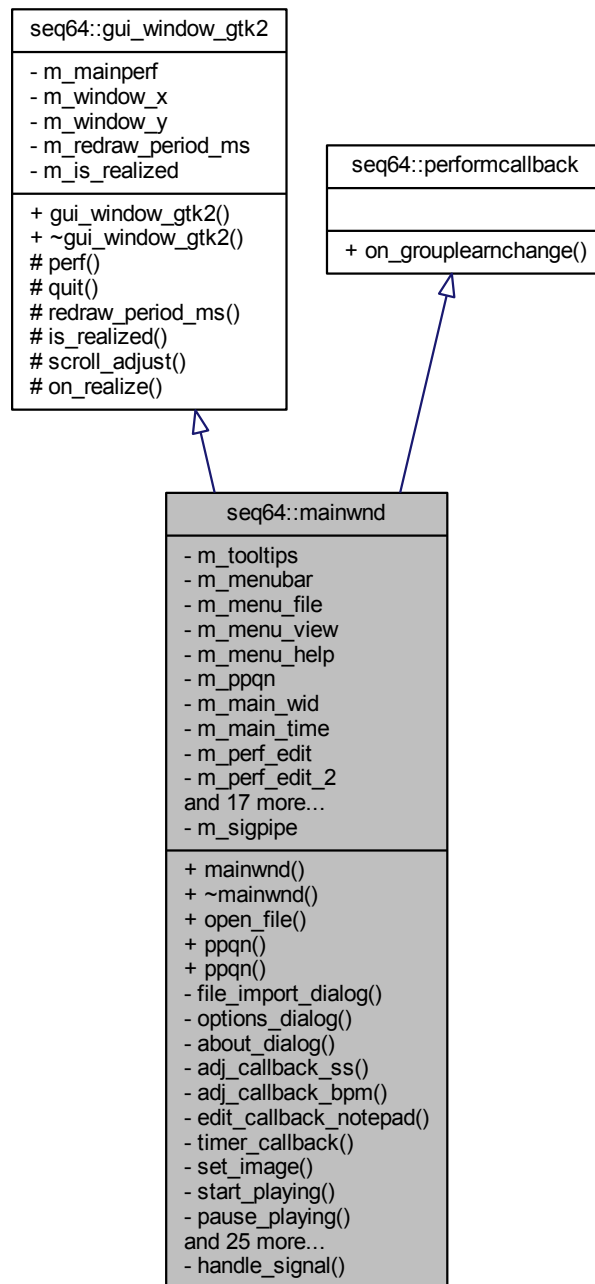 seq64::gui_window_gtk2
- m_mainperf
- m_window_x
- m_window_y
- m_redraw_period_ms
- m_is_realized
+ gui_window_gtk2()
+ ~gui_window_gtk2()
# perf()
# quit()
# redraw_period_ms()
# is_realized()
# scroll_adjust()
# on_realize()
seq64::performcallback
+ on_grouplearnchange()
seq64::mainwnd
- m_tooltips
- m_menubar
- m_menu_file
- m_menu_view
- m_menu_help
- m_ppqn
- m_main_wid
- m_main_time
- m_perf_edit
- m_perf_edit_2
and 17 more...
- m_sigpipe
+ mainwnd()
+ ~mainwnd()
+ open_file()
+ ppqn()
+ ppqn()
- file_import_dialog()
- options_dialog()
- about_dialog()
- adj_callback_ss()
- adj_callback_bpm()
- edit_callback_notepad()
- timer_callback()
- set_image()
- start_playing()
- pause_playing()
and 25 more...
- handle_signal()